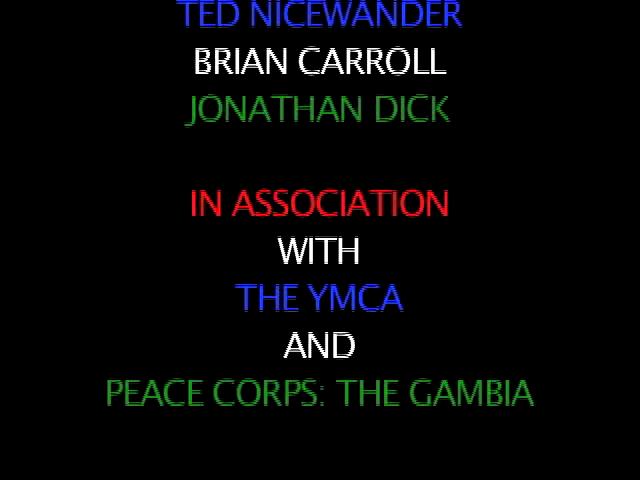 TED NICEWANDER
BRIAN CARROLL
JONATHAN DICK
IN ASSOCIATION
WITH
THE YMCA
AND
PEACE CORPS: THE GAMBIA